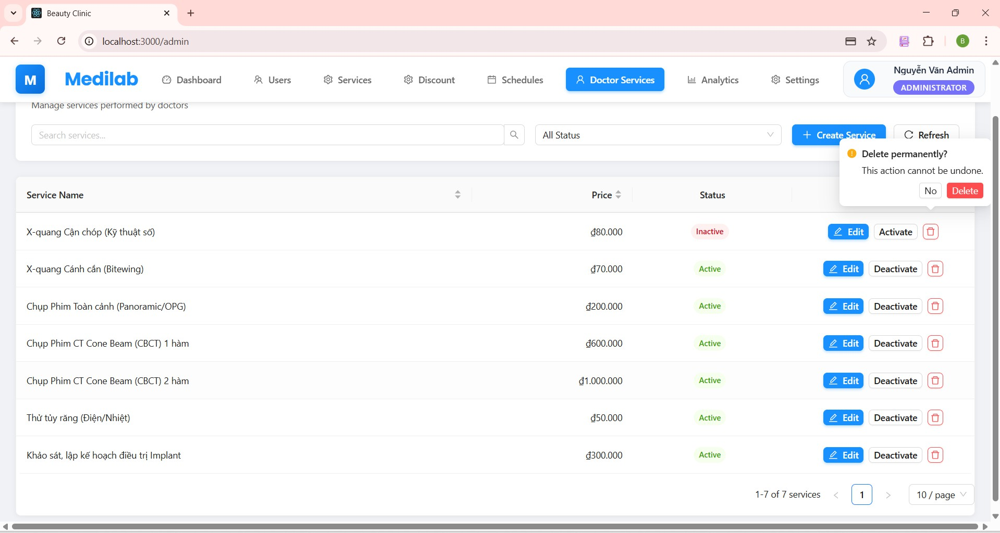 Beauty Clinic
localhost:3000/admin
B
M
Medilab
Dashboard
Users
Services
Discount
Schedules
Doctor Services
Analytics
Settings
Nguyễn Văn Admin
ADMINISTRATOR
Manage services performed by doctors
Search services...
All Status
Create Service
Refresh
Delete permanently?
This action cannot be undone.
No
Delete
Service Name
Price
Status
X-quang Cận chóp (Kỹ thuật số)
₫80.000
Inactive
Edit
Activate
X-quang Cánh cắn (Bitewing)
₫70.000
Active
Edit
Deactivate
Chụp Phim Toàn cảnh (Panoramic/OPG)
₫200.000
Active
Edit
Deactivate
Chụp Phim CT Cone Beam (CBCT) 1 hàm
₫600.000
Active
Edit
Deactivate
Chụp Phim CT Cone Beam (CBCT) 2 hàm
₫1.000.000
Active
Edit
Deactivate
Thử tủy răng (Điện/Nhiệt)
₫50.000
Active
Edit
Deactivate
Khảo sát, lập kế hoạch điều trị Implant
₫300.000
Active
Edit
Deactivate
1-7 of 7 services
1
10 / page